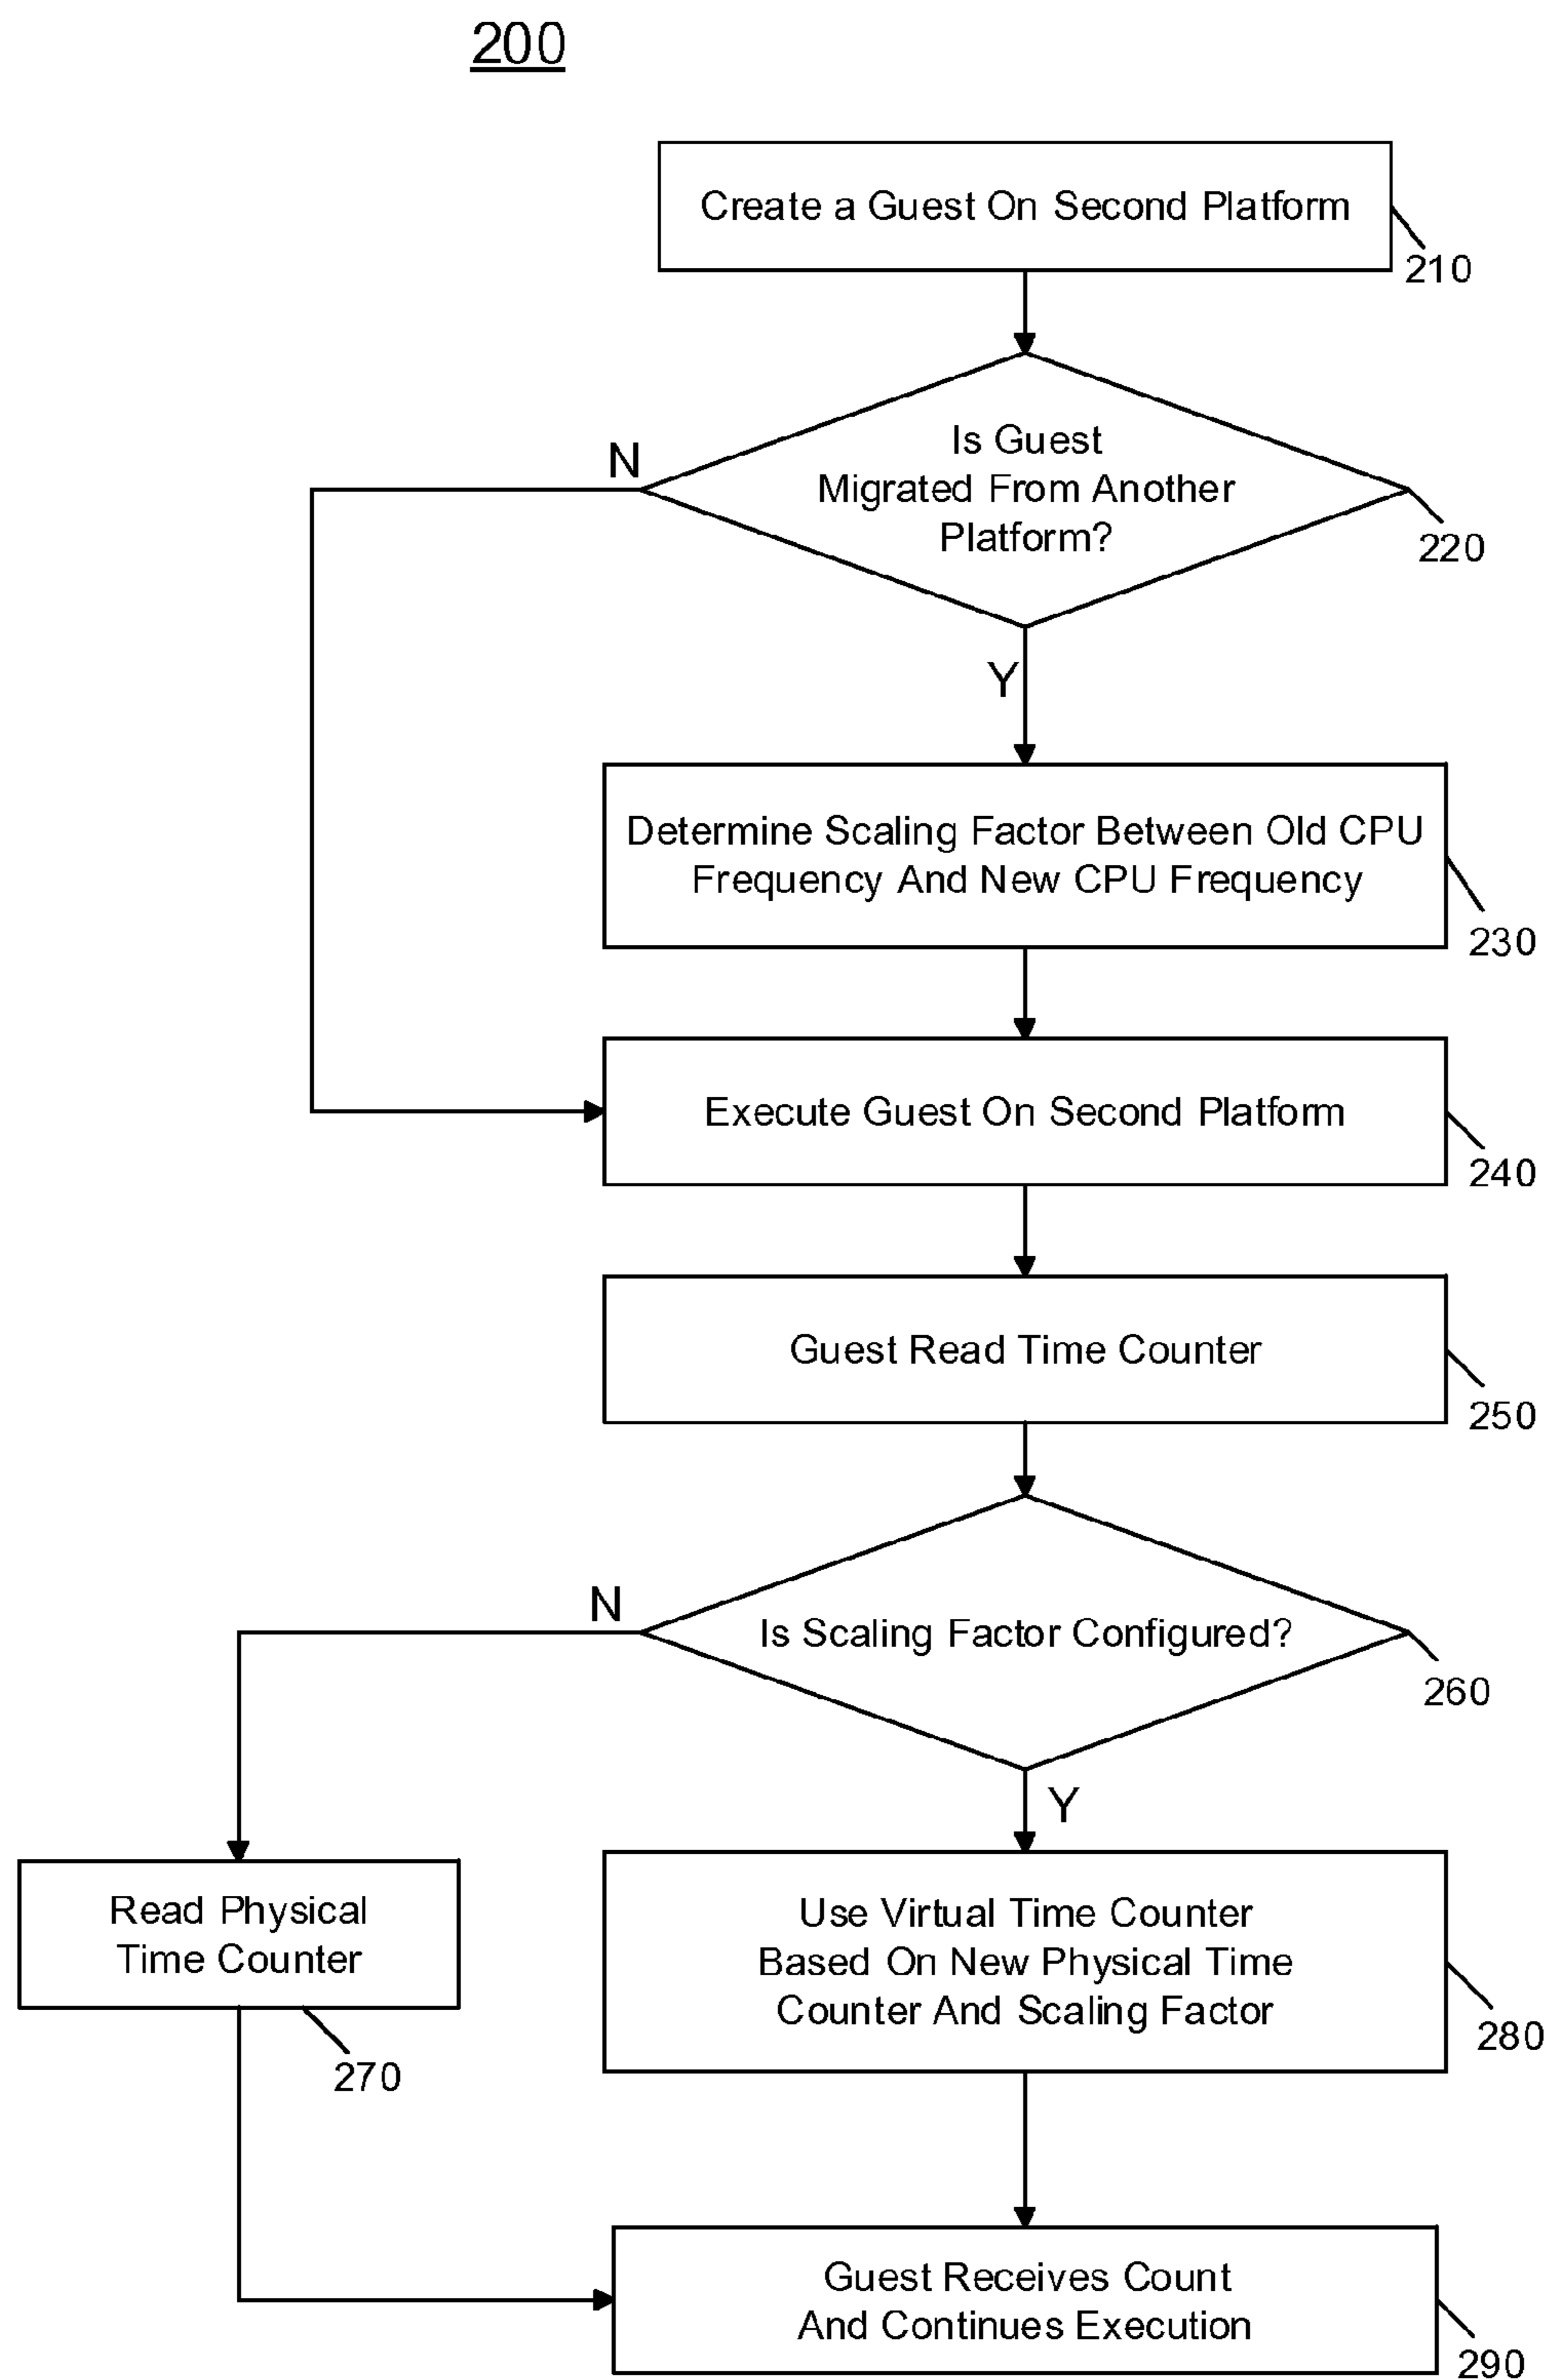 200
Create a Guest On Second Platform
210
Is Guest
Migrated From Another
Platform?
N
220
Y
Determine Scaling Factor Between Old CPU
Frequency And New CPU Frequency
230
Execute Guest On Second Platform
240
Guest Read Time Counter
250
Is Scaling Factor Configured?
N
260
Y
Read Physical
Time Counter
270
Use Virtual Time Counter
Based On New Physical Time
Counter And Scaling Factor
280
Guest Receives Count
And Continues Execution
290